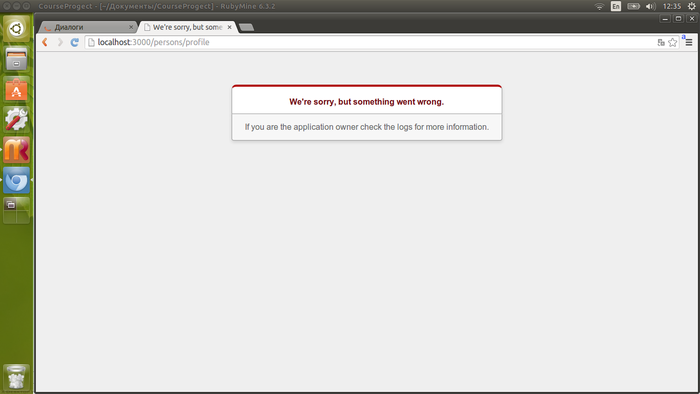 CourseProgect - [~/Документы/CourseProgect] - RubyMine 6.3.2
En
12:35
Диалоги
We're sorry, but some
localhost:3000/persons/profile
We're sorry, but something went wrong.
If you are the application owner check the logs for more information.